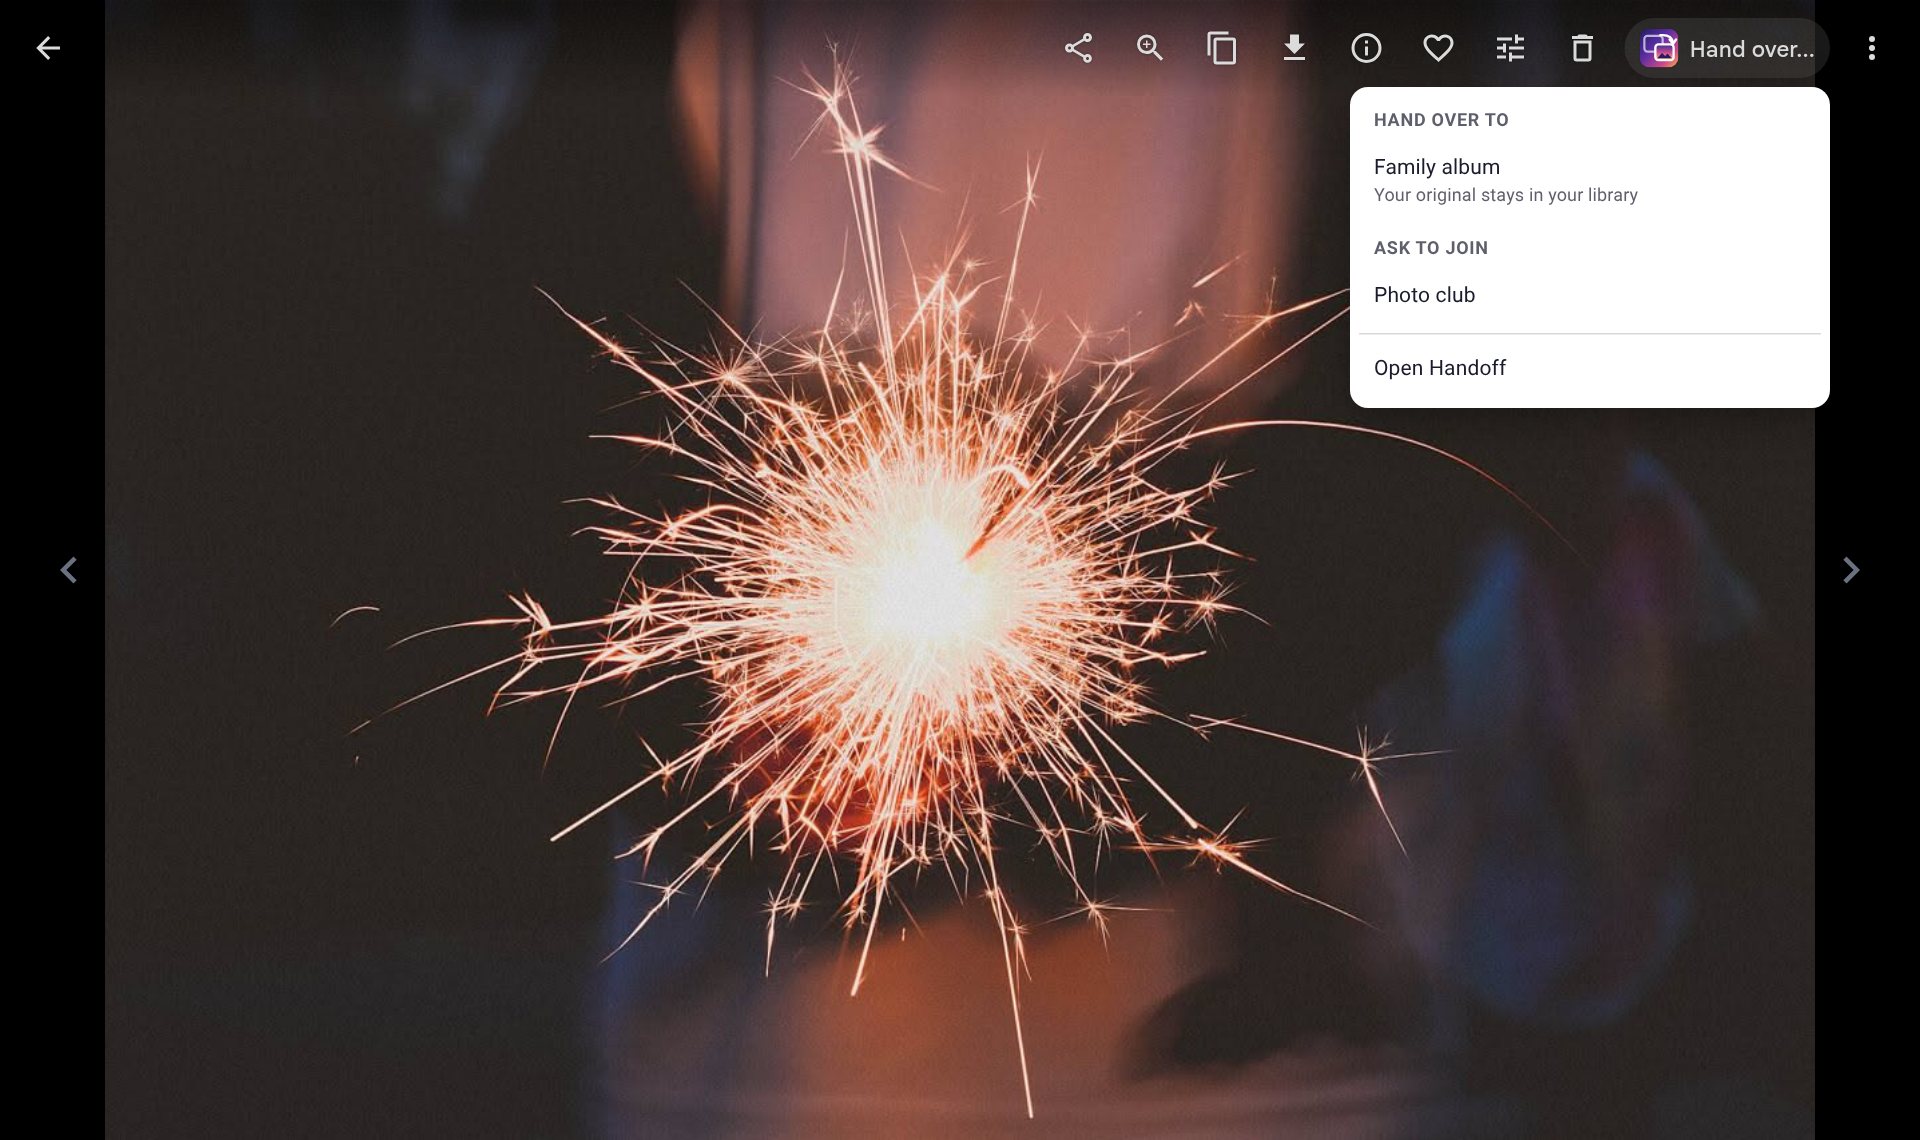 Hand over...
HAND OVER TO
Family album
Your original stays in your library
ASK TO JOIN
Photo club
Open Handoff